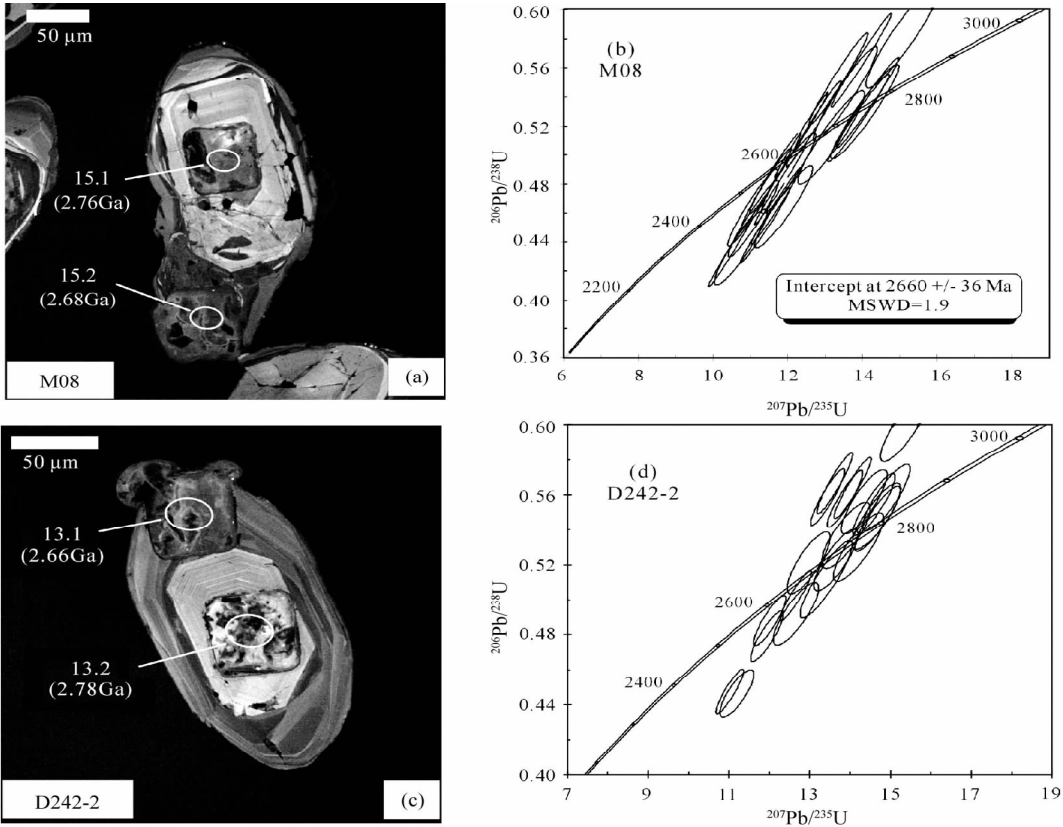 50 µm
15.1
(2.76Ga)
15.2
(2.68Ga)
M08
(a)
0.60
0.56
0.52
0.48
0.44
0.40
0.36
(b)
M08
3000
2800
2600
2400
2200
Intercept at 2660 +/- 36 Ma
MSWD=1.9
6 8 10 12 14 16 18
206Pb/238U
207Pb/235U
50 µm
13.1
(2.66Ga)
13.2
(2.78Ga)
D242-2
(c)
0.60
0.56
0.52
0.48
0.44
0.40
(d)
D242-2
3000
2800
2600
2400
7 9 11 13 15 17 19
206Pb/238U
207Pb/235U